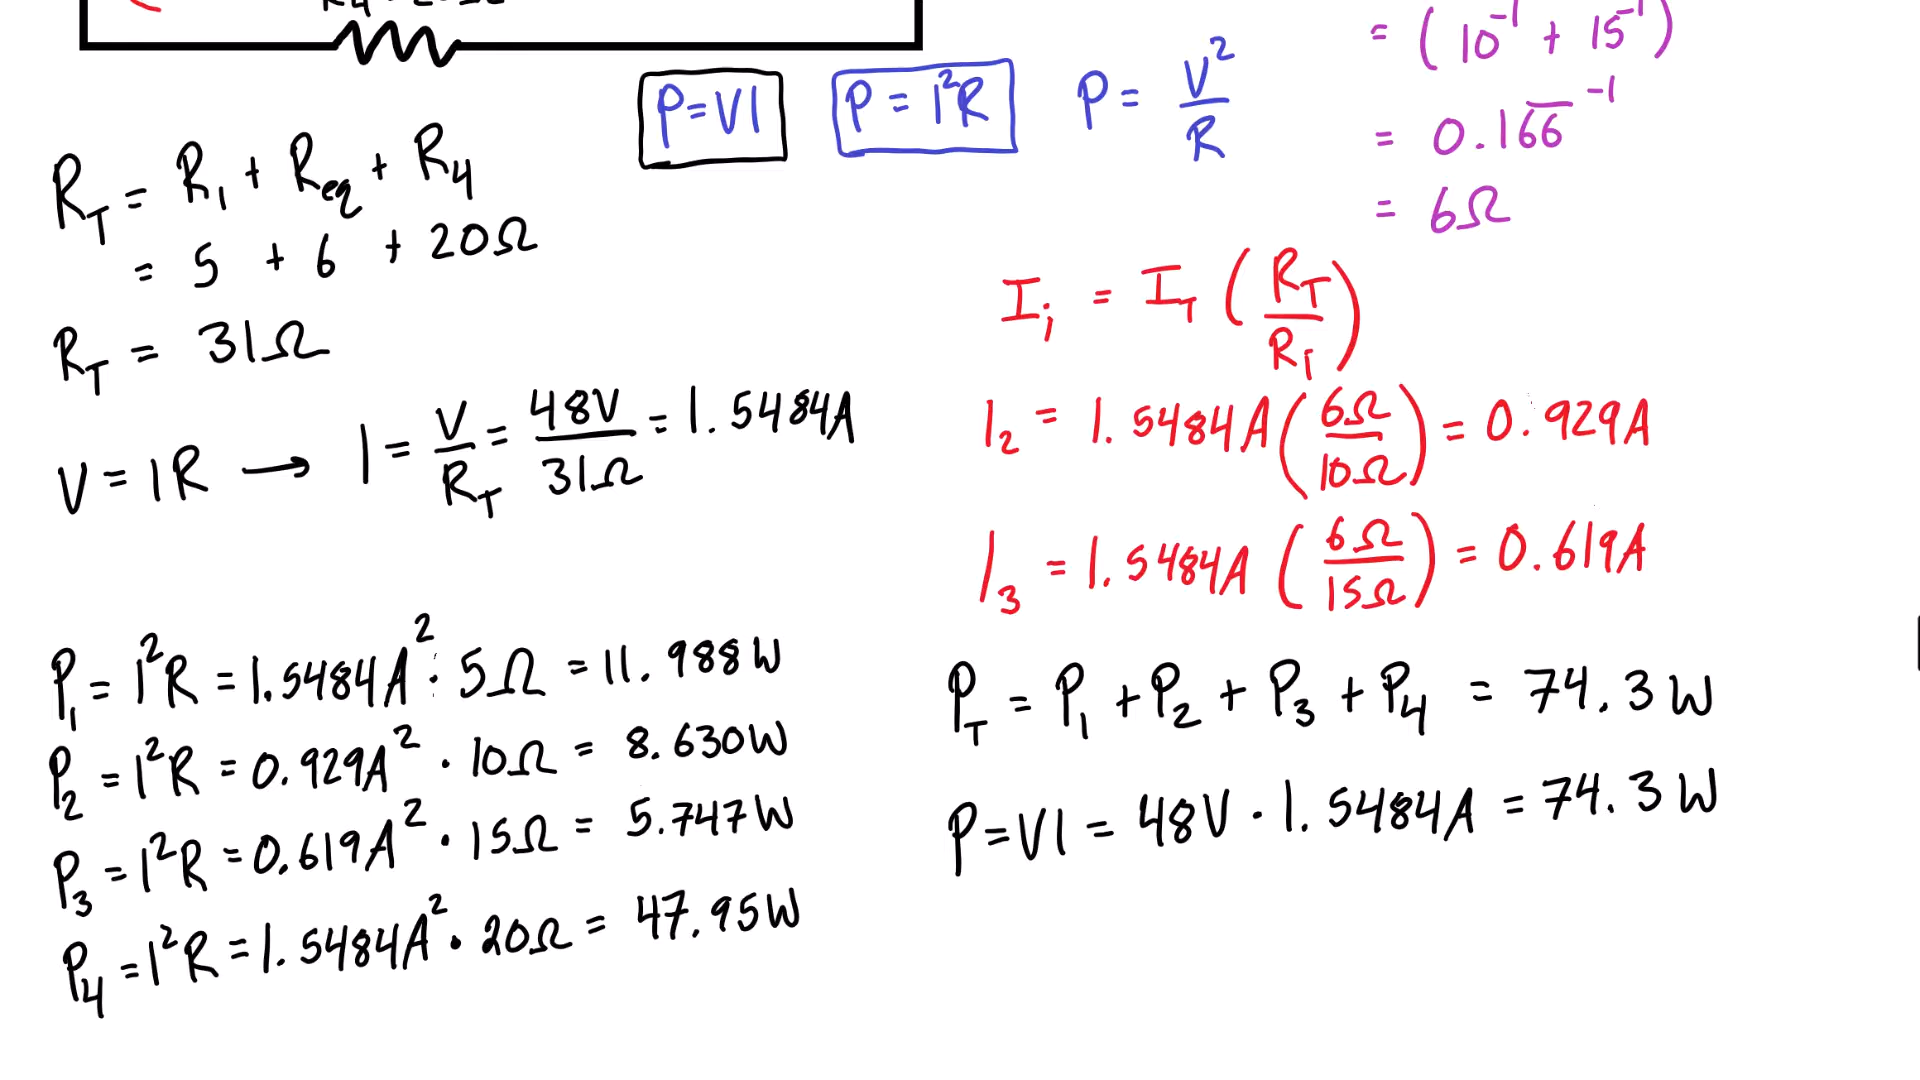 P=VI P = I²R P = V²/R
R_T = R₁ + R_eq + R₄
= 5 + 6 + 20Ω
R_T = 31Ω
V = IR → I = V/R_T = 48V/31Ω = 1.5484A
P₁ = I²R = 1.5484A² · 5Ω = 11.988W
P₂ = I²R = 0.929A² · 10Ω = 8.630W
P₃ = I²R = 0.619A² · 15Ω = 5.747W
P₄ = I²R = 1.5484A² · 20Ω = 47.95W
= (10⁻¹ + 15⁻¹)
= 0.166⁻¹
= 6Ω
I_i = I_T (R_T/R_i)
I₂ = 1.5484A (6Ω/10Ω) = 0.929A
I₃ = 1.5484A (6Ω/15Ω) = 0.619A
P_T = P₁ + P₂ + P₃ + P₄ = 74.3W
P=VI = 48V · 1.5484A = 74.3W